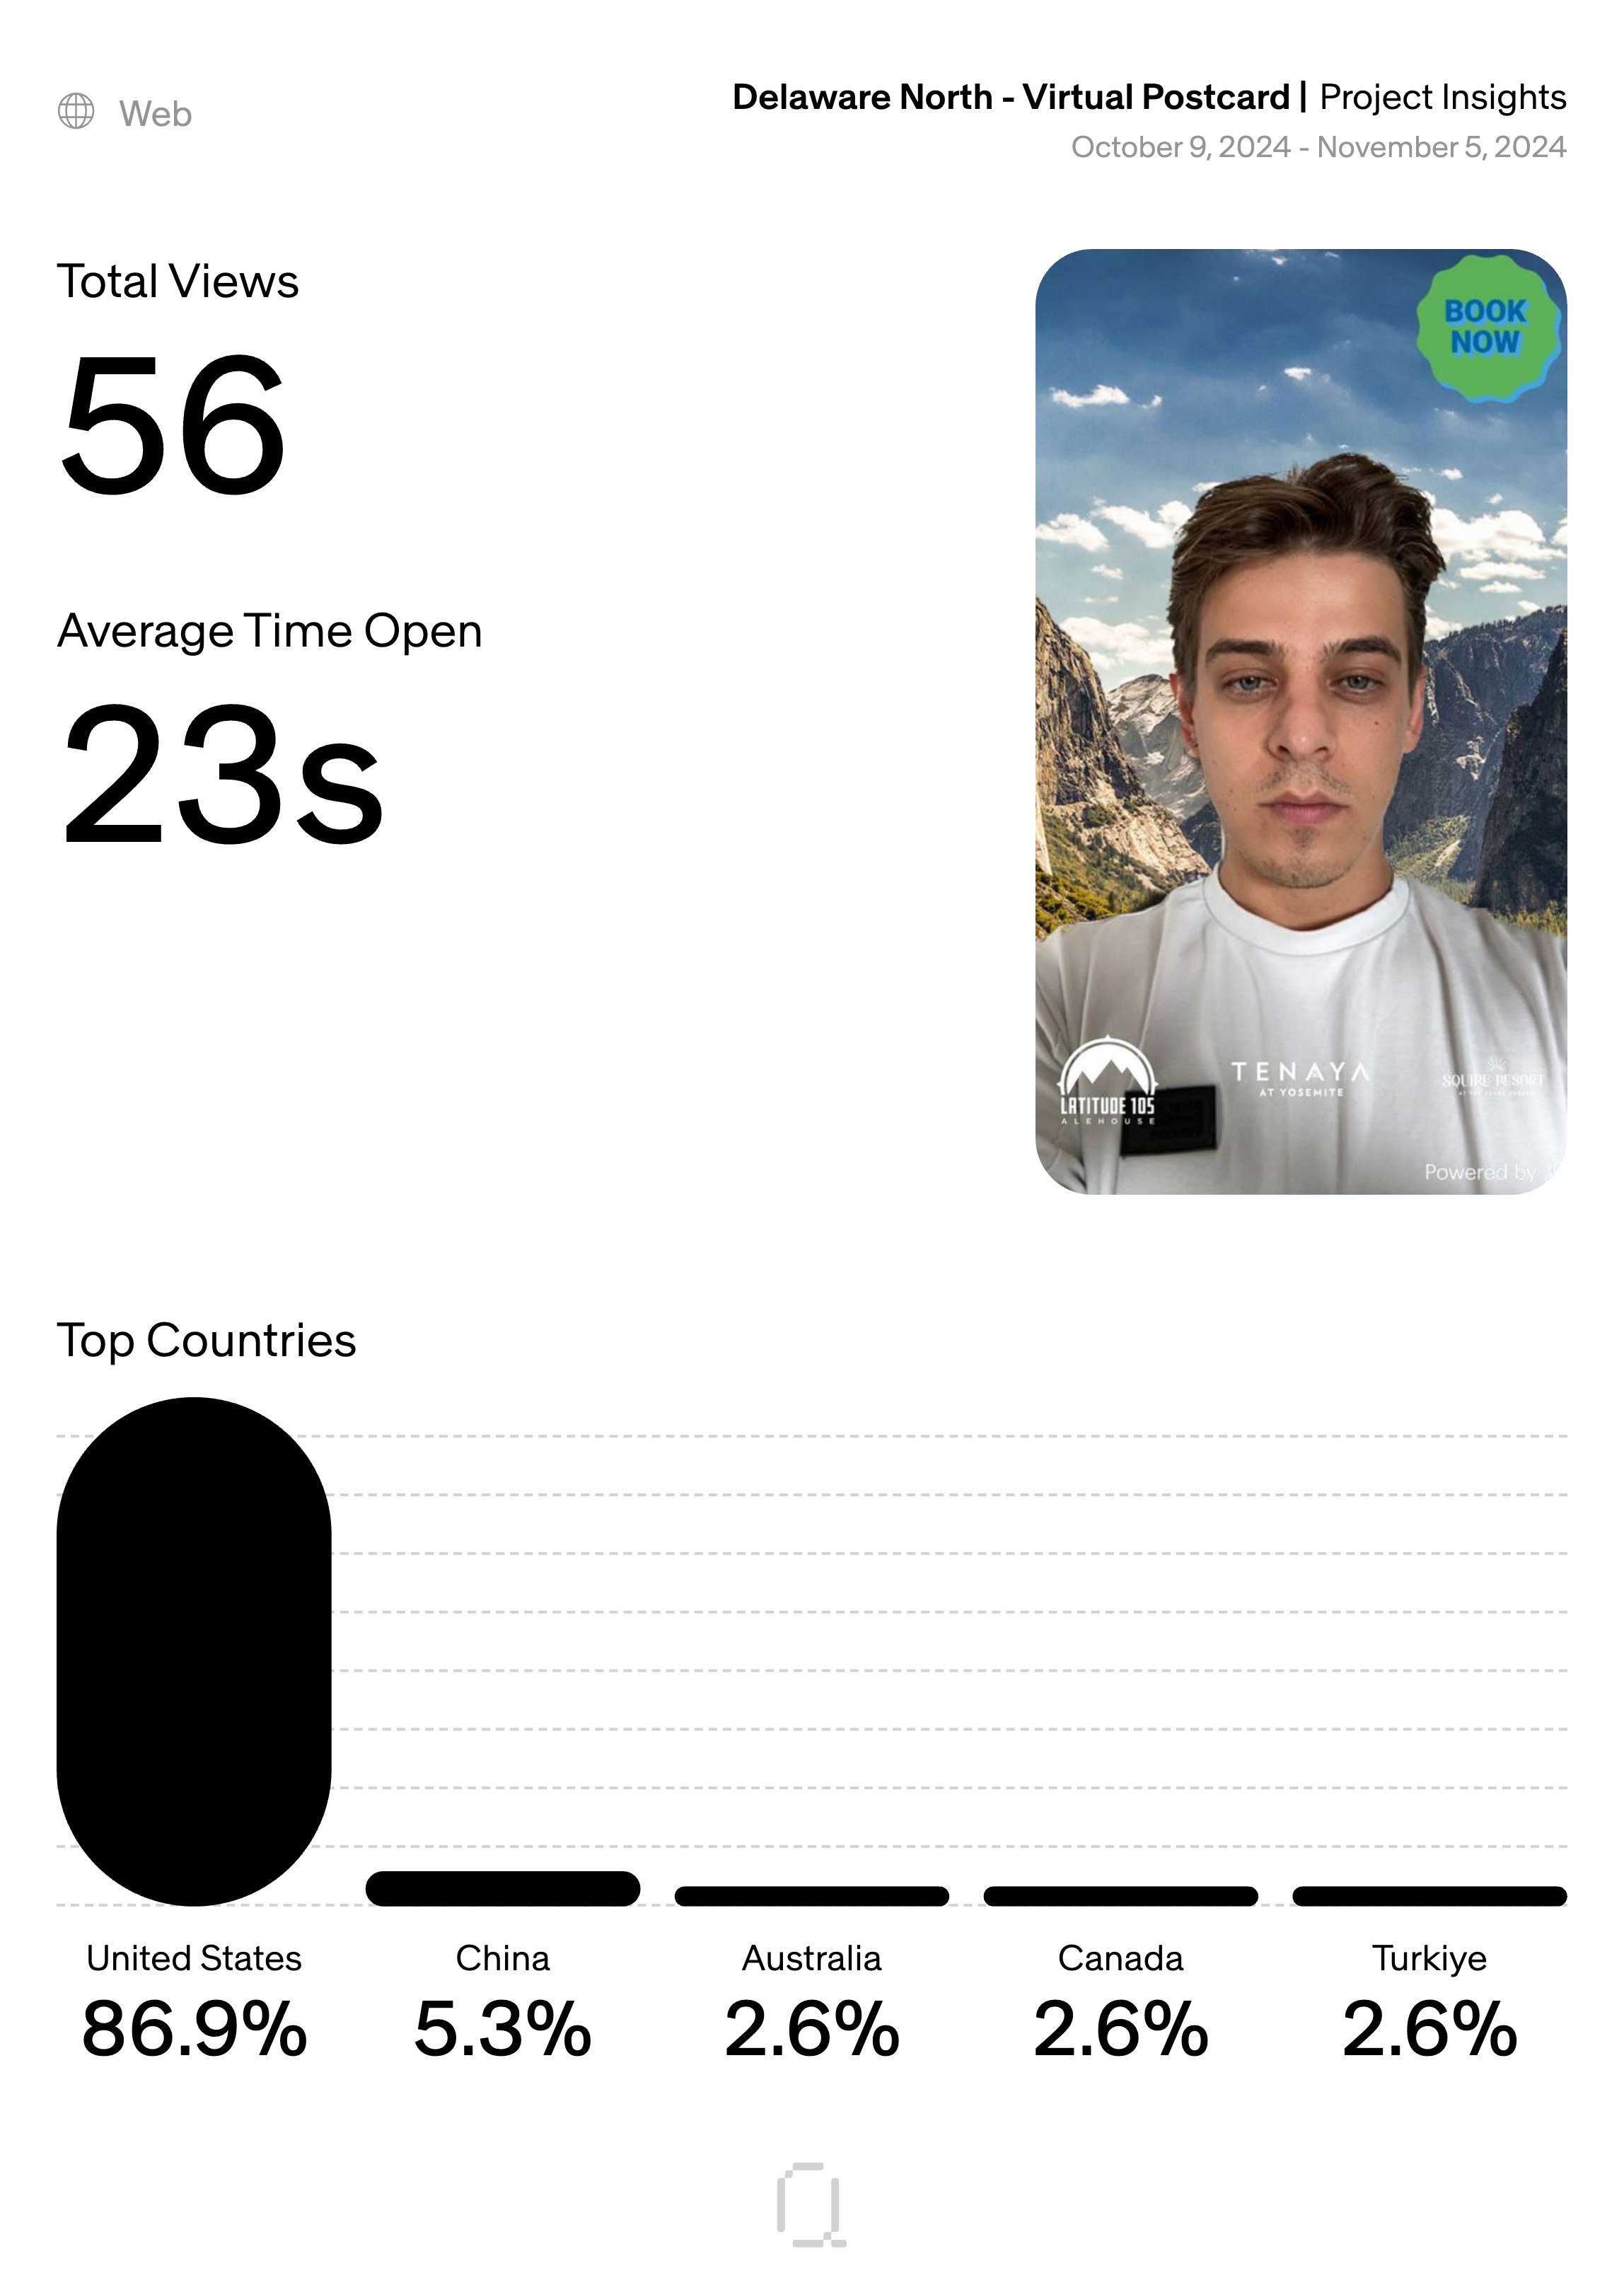 Web
Delaware North - Virtual Postcard | Project Insights
October 9, 2024 - November 5, 2024
Total Views
56
Average Time Open
23s
BOOK
NOW
LATITUDE 105
ALEHOUSE
TENAYA
AT YOSEMITE
SQUIRE RESORT
Powered by
Top Countries
United States
86.9%
China
5.3%
Australia
2.6%
Canada
2.6%
Turkiye
2.6%